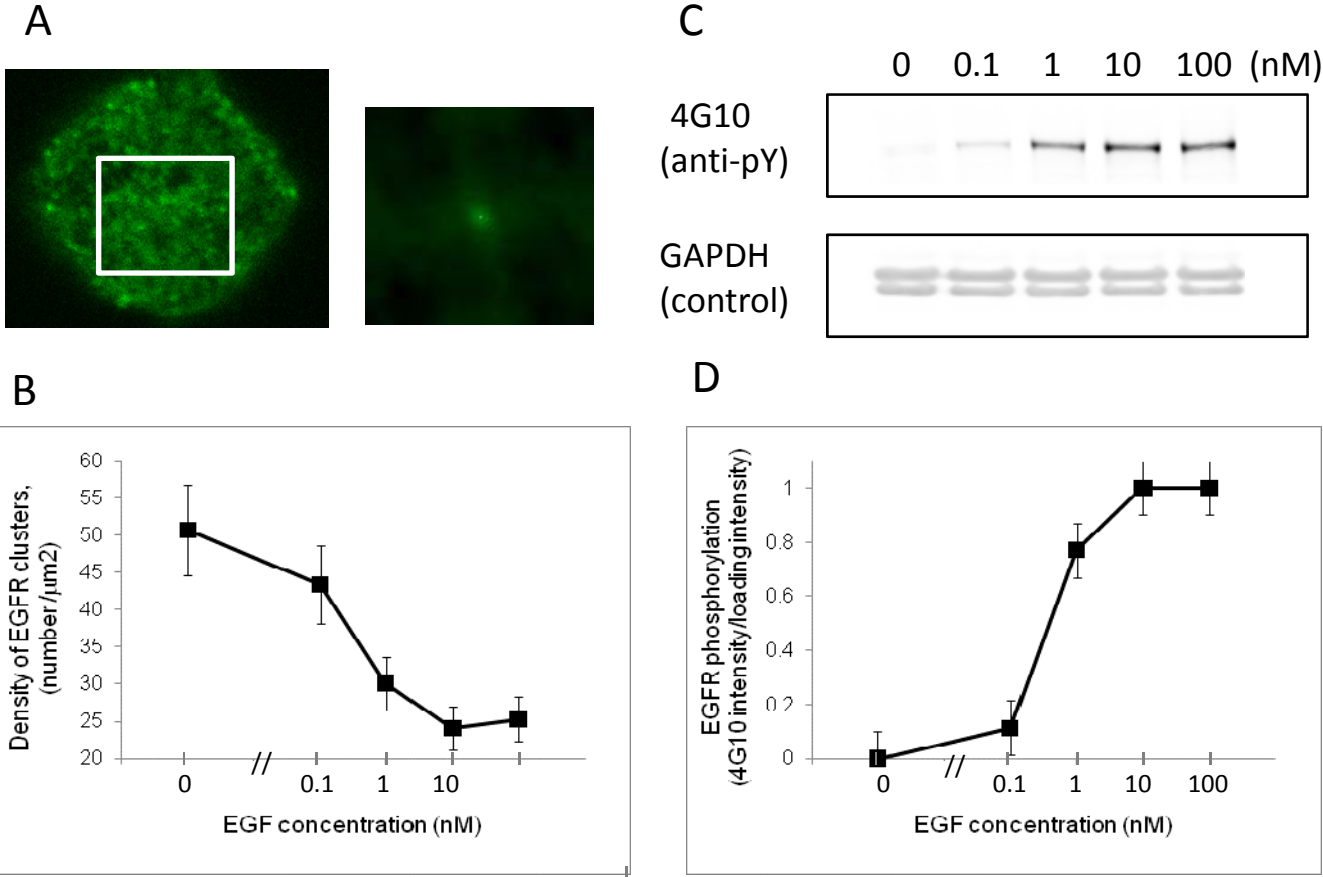 A
B
60
55
50
45
40
35
30
25
20
Density of EGFR clusters,
(number/μm2)
0 // 0.1 1 10
EGF concentration (nM)
C
0 0.1 1 10 100 (nM)
4G10
(anti-pY)
GAPDH
(control)
D
1
0.8
0.6
0.4
0.2
0
EGFR phosphorylation
(4G10 intensity/loading intensity)
0 // 0.1 1 10 100
EGF concentration (nM)